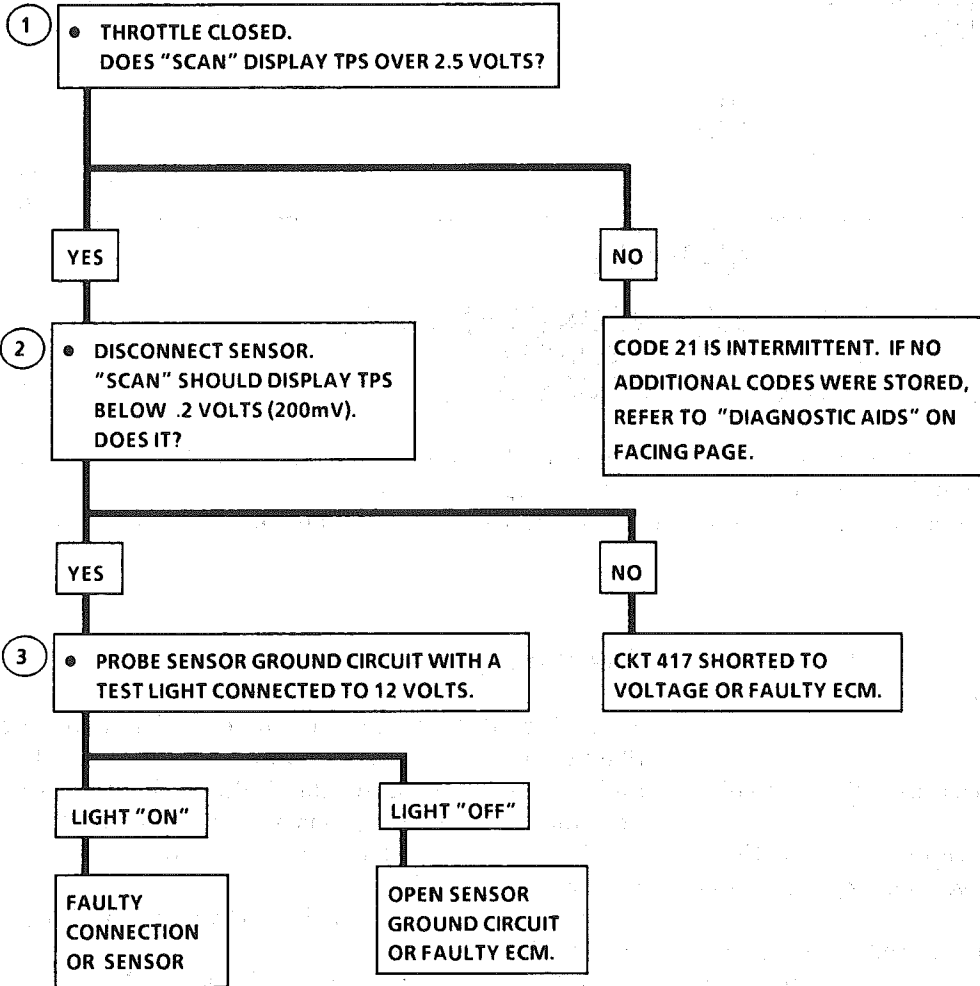 1
• THROTTLE CLOSED.
DOES "SCAN" DISPLAY TPS OVER 2.5 VOLTS?
YES
NO
2
• DISCONNECT SENSOR.
"SCAN" SHOULD DISPLAY TPS
BELOW .2 VOLTS (200mV).
DOES IT?
CODE 21 IS INTERMITTENT. IF NO
ADDITIONAL CODES WERE STORED,
REFER TO "DIAGNOSTIC AIDS" ON
FACING PAGE.
YES
NO
3
• PROBE SENSOR GROUND CIRCUIT WITH A
TEST LIGHT CONNECTED TO 12 VOLTS.
CKT 417 SHORTED TO
VOLTAGE OR FAULTY ECM.
LIGHT "ON"
LIGHT "OFF"
FAULTY
CONNECTION
OR SENSOR
OPEN SENSOR
GROUND CIRCUIT
OR FAULTY ECM.